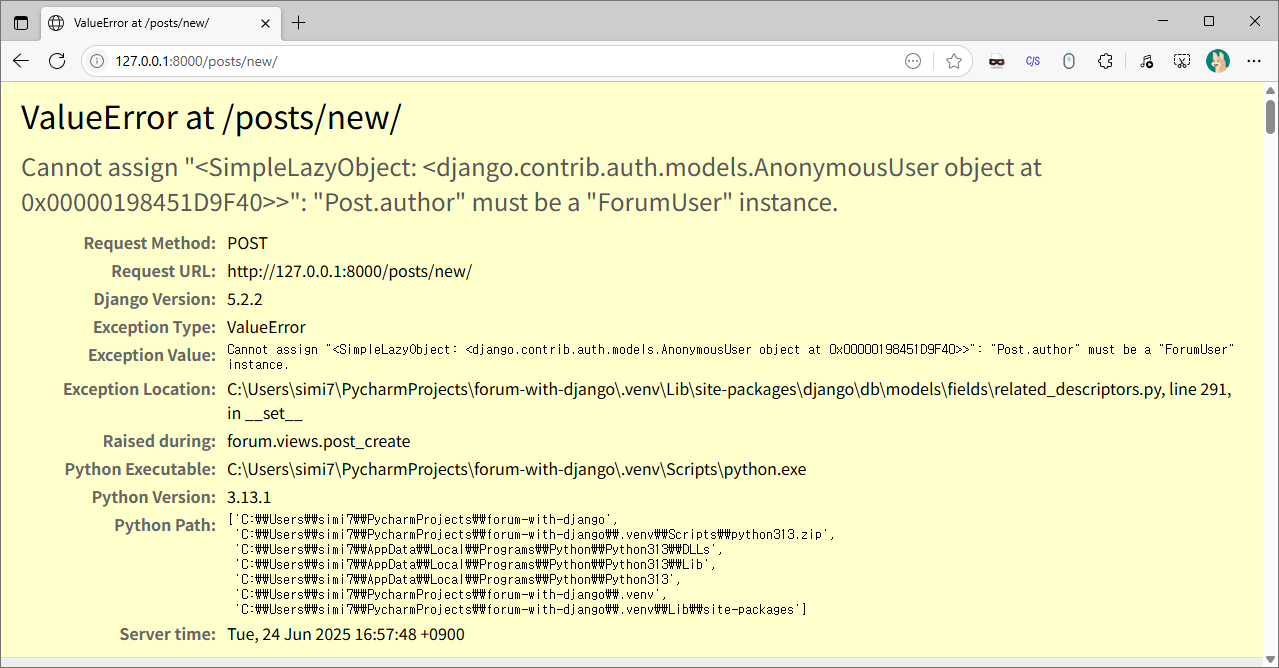 ValueError at /posts/new/
127.0.0.1:8000/posts/new/
C/S
ValueError at /posts/new/
Cannot assign "<SimpleLazyObject: <django.contrib.auth.models.AnonymousUser object at
0x00000198451D9F40>>": "Post.author" must be a "ForumUser" instance.
Request Method: POST
Request URL: http://127.0.0.1:8000/posts/new/
Django Version: 5.2.2
Exception Type: ValueError
Exception Value: Cannot assign "<SimpleLazyObject: <django.contrib.auth.models.AnonymousUser object at 0x00000198451D9F40>>": "Post.author" must be a "ForumUser"
instance.
Exception Location: C:\Users\simi7\PycharmProjects\forum-with-django\.venv\Lib\site-packages\django\db\models\fields\related_descriptors.py, line 291,
in __set__
Raised during: forum.views.post_create
Python Executable: C:\Users\simi7\PycharmProjects\forum-with-django\.venv\Scripts\python.exe
Python Version: 3.13.1
Python Path: ['C:₩₩Users₩₩simi7₩₩PycharmProjects₩₩forum-with-django',
'C:₩₩Users₩₩simi7₩₩PycharmProjects₩₩forum-with-django₩₩.venv₩₩Scripts₩₩python313.zip',
'C:₩₩Users₩₩simi7₩₩AppData₩₩Local₩₩Programs₩₩Python₩₩Python313₩₩DLLs',
'C:₩₩Users₩₩simi7₩₩AppData₩₩Local₩₩Programs₩₩Python₩₩Python313₩₩Lib',
'C:₩₩Users₩₩simi7₩₩AppData₩₩Local₩₩Programs₩₩Python₩₩Python313',
'C:₩₩Users₩₩simi7₩₩PycharmProjects₩₩forum-with-django₩₩.venv',
'C:₩₩Users₩₩simi7₩₩PycharmProjects₩₩forum-with-django₩₩.venv₩₩Lib₩₩site-packages']
Server time: Tue, 24 Jun 2025 16:57:48 +0900